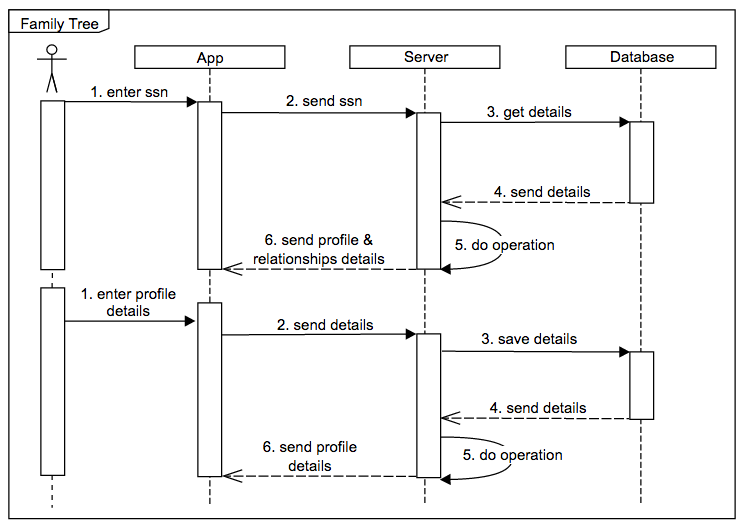 Family Tree
App
Server
Database
1. enter ssn
2. send ssn
3. get details
4. send details
5. do operation
6. send profile &
relationships details
1. enter profile
details
2. send details
3. save details
4. send details
5. do operation
6. send profile
details